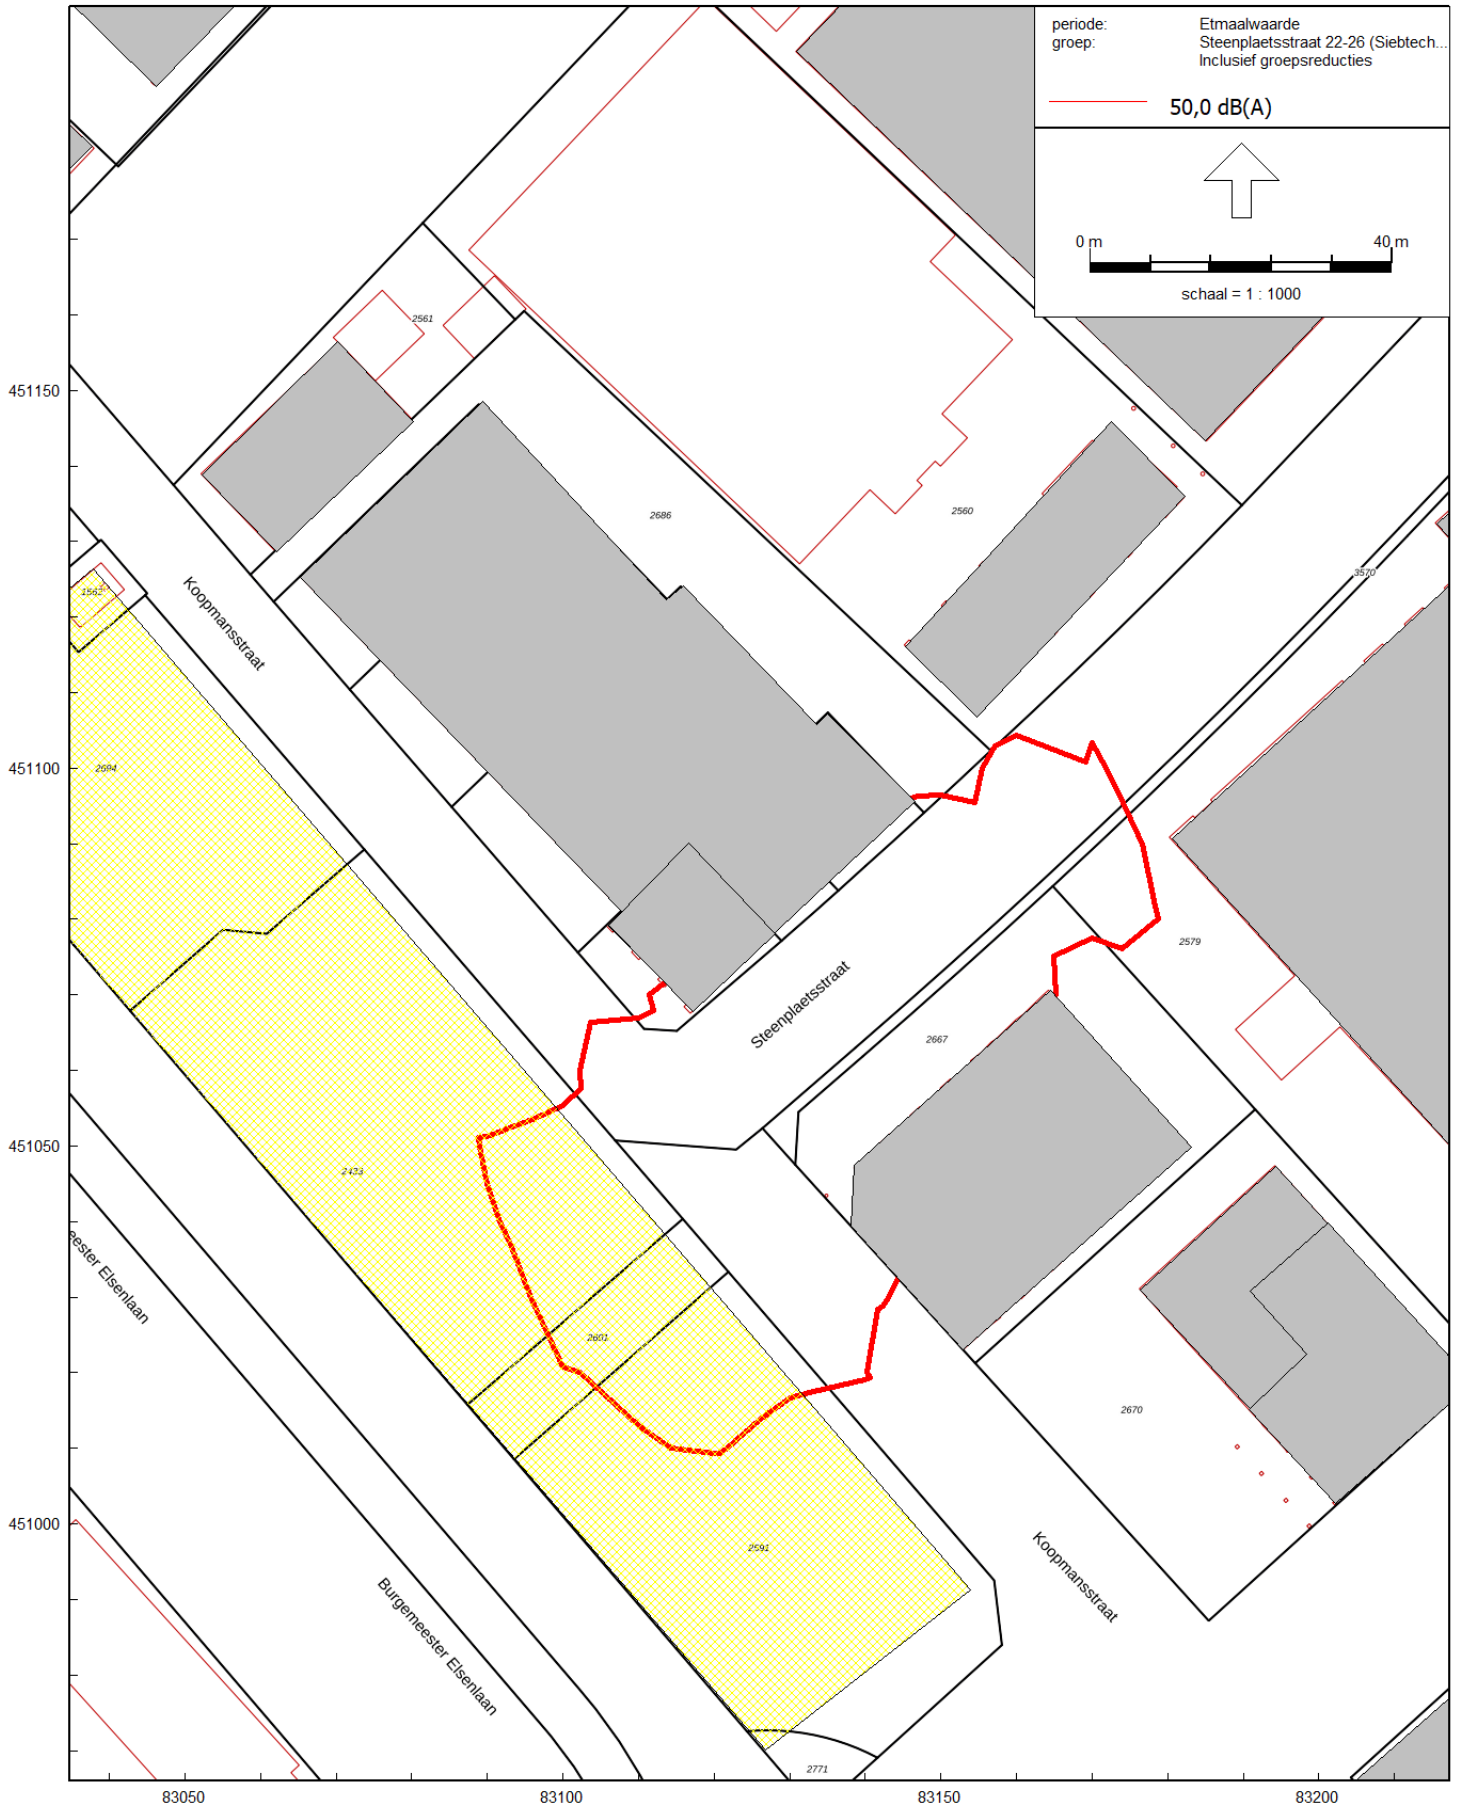 periode: Etmaalwaarde
groep: Steenplaetsstraat 22-26 (Siebtech...
Inclusief groepsreducties
50,0 dB(A)
0 m 40 m
schaal = 1 : 1000
2561
451150
2686
2560
3570
Koopmansstraat
2594
451100
2579
Steenplaetsstraat
2667
451050
2433
eester Elsenlaan
2601
2670
451000
2591
Koopmansstraat
Burgemeester Elsenlaan
2771
83050 83100 83150 83200